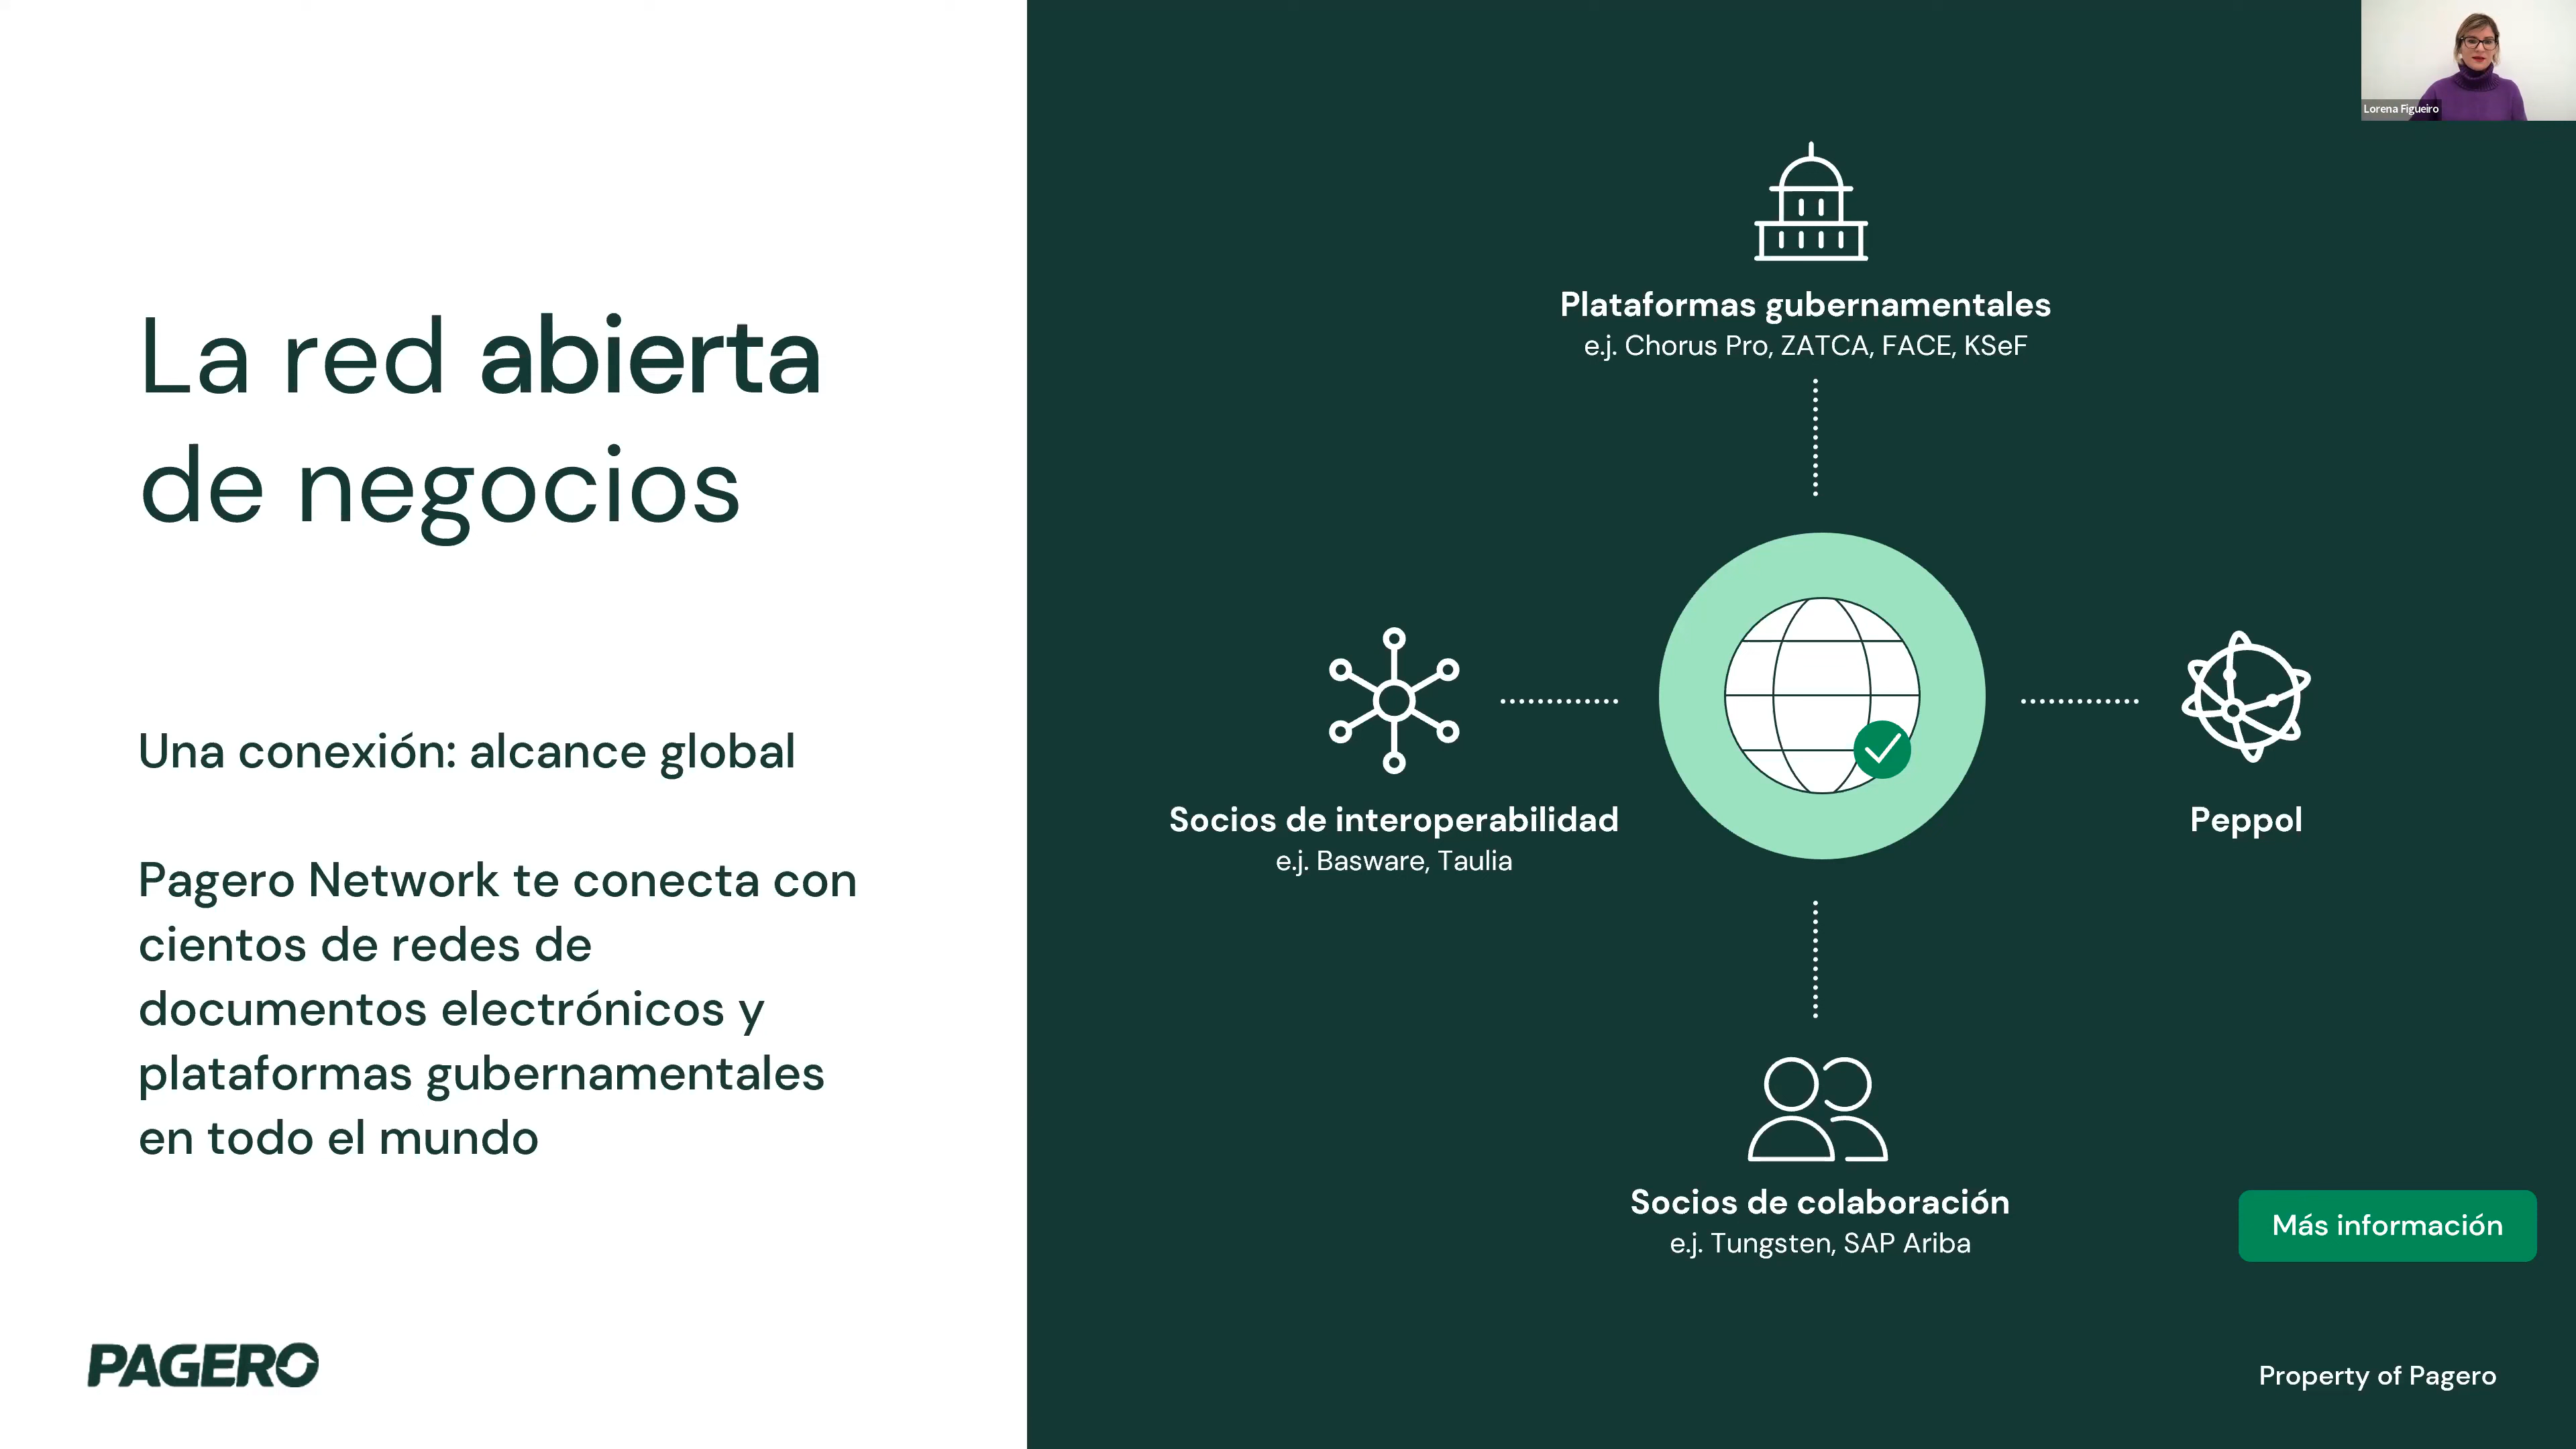 Lorena Figueiro
La red abierta
de negocios
Una conexión: alcance global
Pagero Network te conecta con
cientos de redes de
documentos electrónicos y
plataformas gubernamentales
en todo el mundo
PAGERO
Plataformas gubernamentales
e.j. Chorus Pro, ZATCA, FACE, KSeF
Socios de interoperabilidad
e.j. Basware, Taulia
Peppol
Socios de colaboración
e.j. Tungsten, SAP Ariba
Más información
Property of Pagero